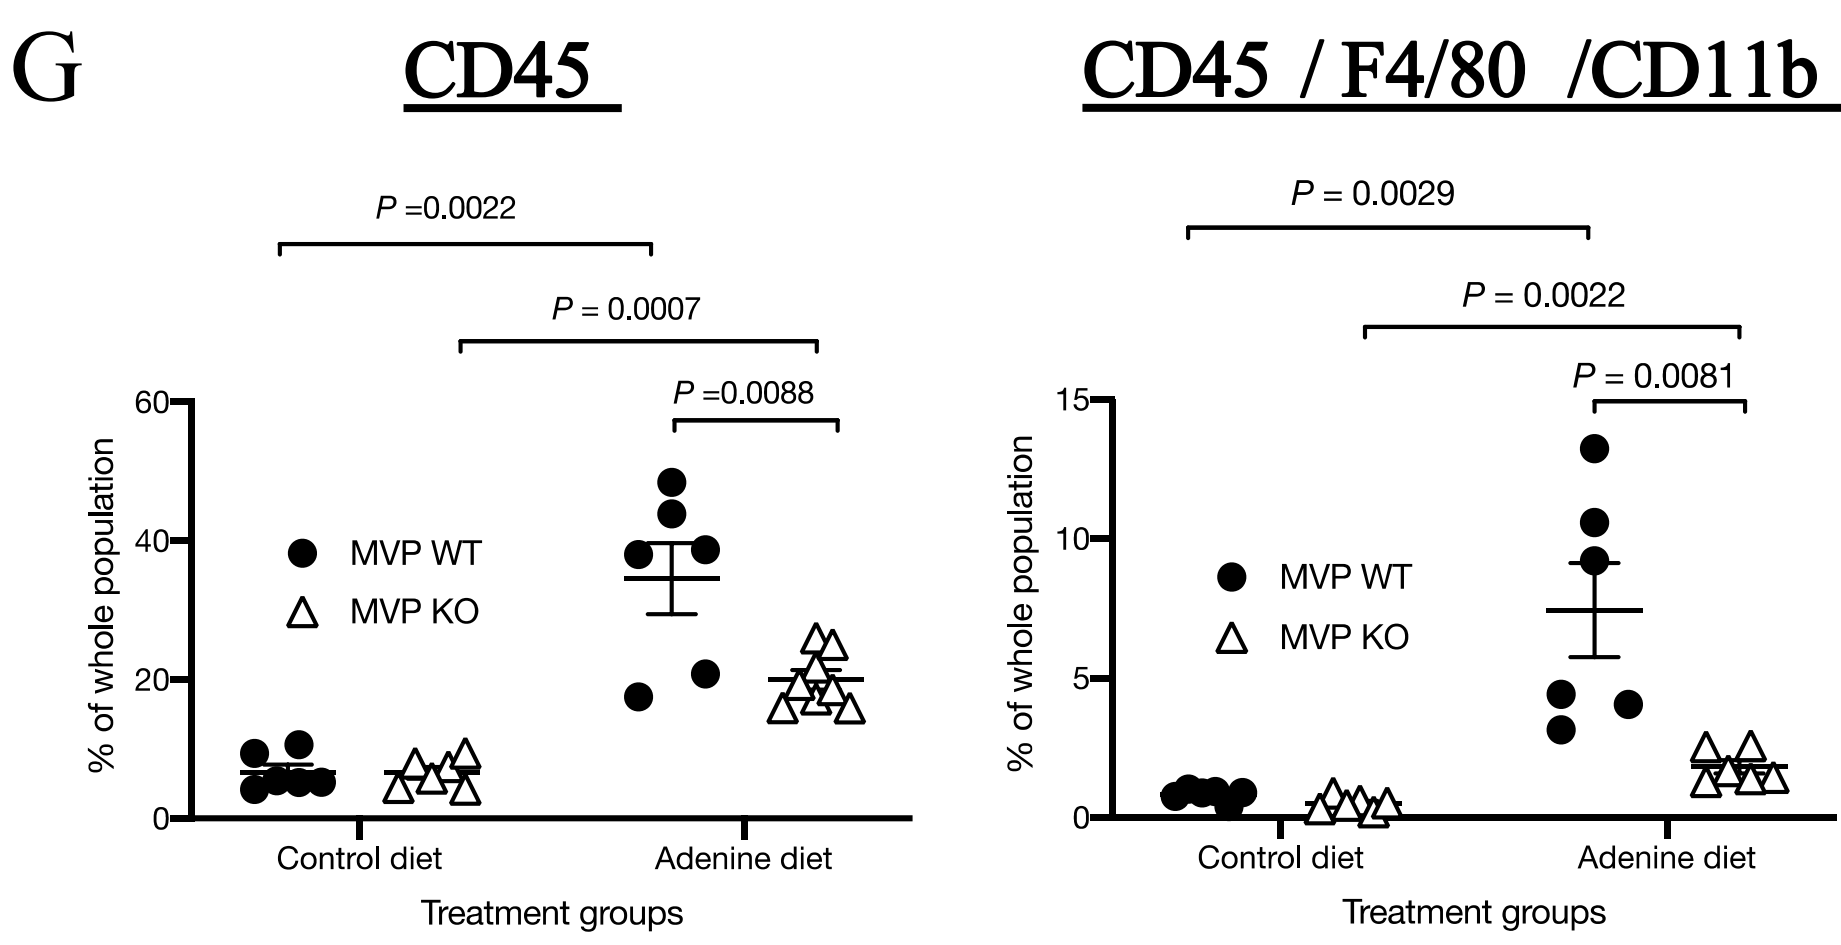 G
CD45
P =0.0022
P = 0.0007
P =0.0088
60
40
20
0
% of whole population
MVP WT
MVP KO
Control diet
Adenine diet
Treatment groups
CD45 / F4/80 /CD11b
P = 0.0029
P = 0.0022
P = 0.0081
15
10
5
0
% of whole population
MVP WT
MVP KO
Control diet
Adenine diet
Treatment groups